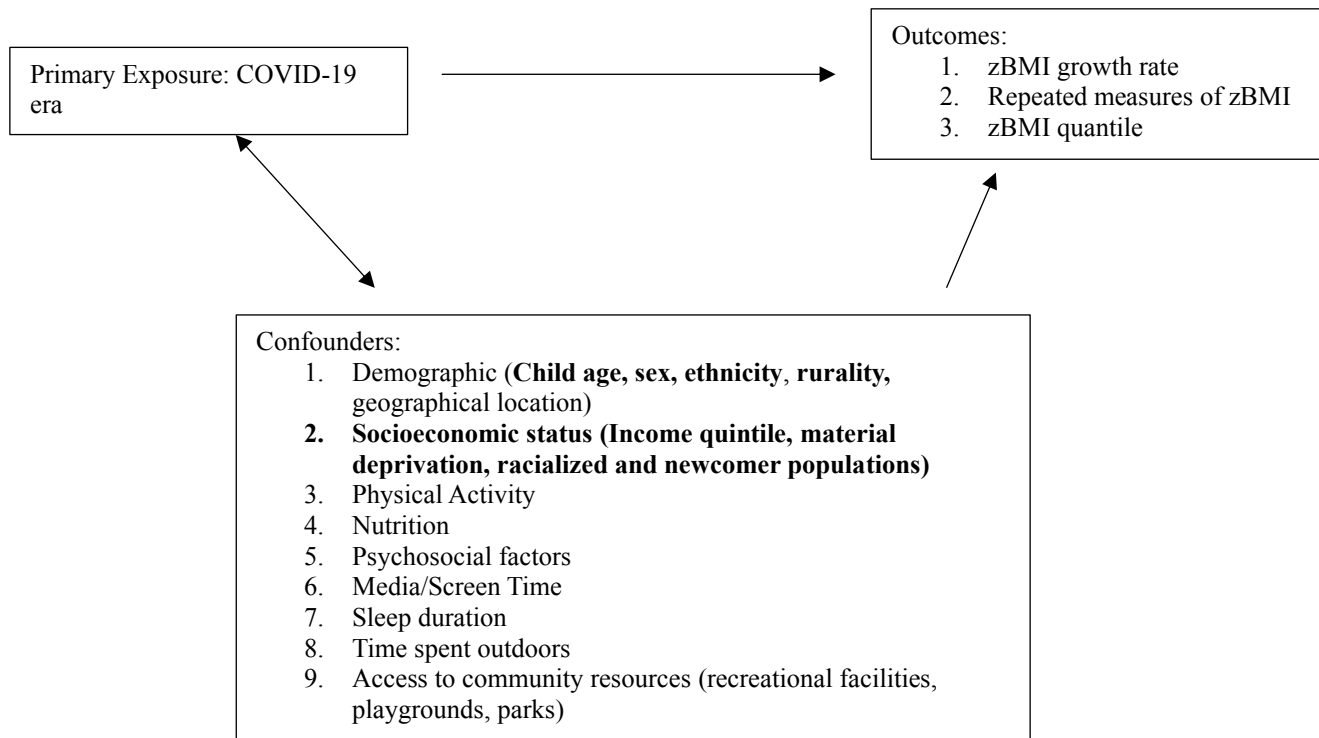 Primary Exposure: COVID-19
era
Outcomes:
1. zBMI growth rate
2. Repeated measures of zBMI
3. zBMI quantile
Confounders:
1. Demographic (Child age, sex, ethnicity, rurality,
geographical location)
2. Socioeconomic status (Income quintile, material
deprivation, racialized and newcomer populations)
3. Physical Activity
4. Nutrition
5. Psychosocial factors
6. Media/Screen Time
7. Sleep duration
8. Time spent outdoors
9. Access to community resources (recreational facilities,
playgrounds, parks)